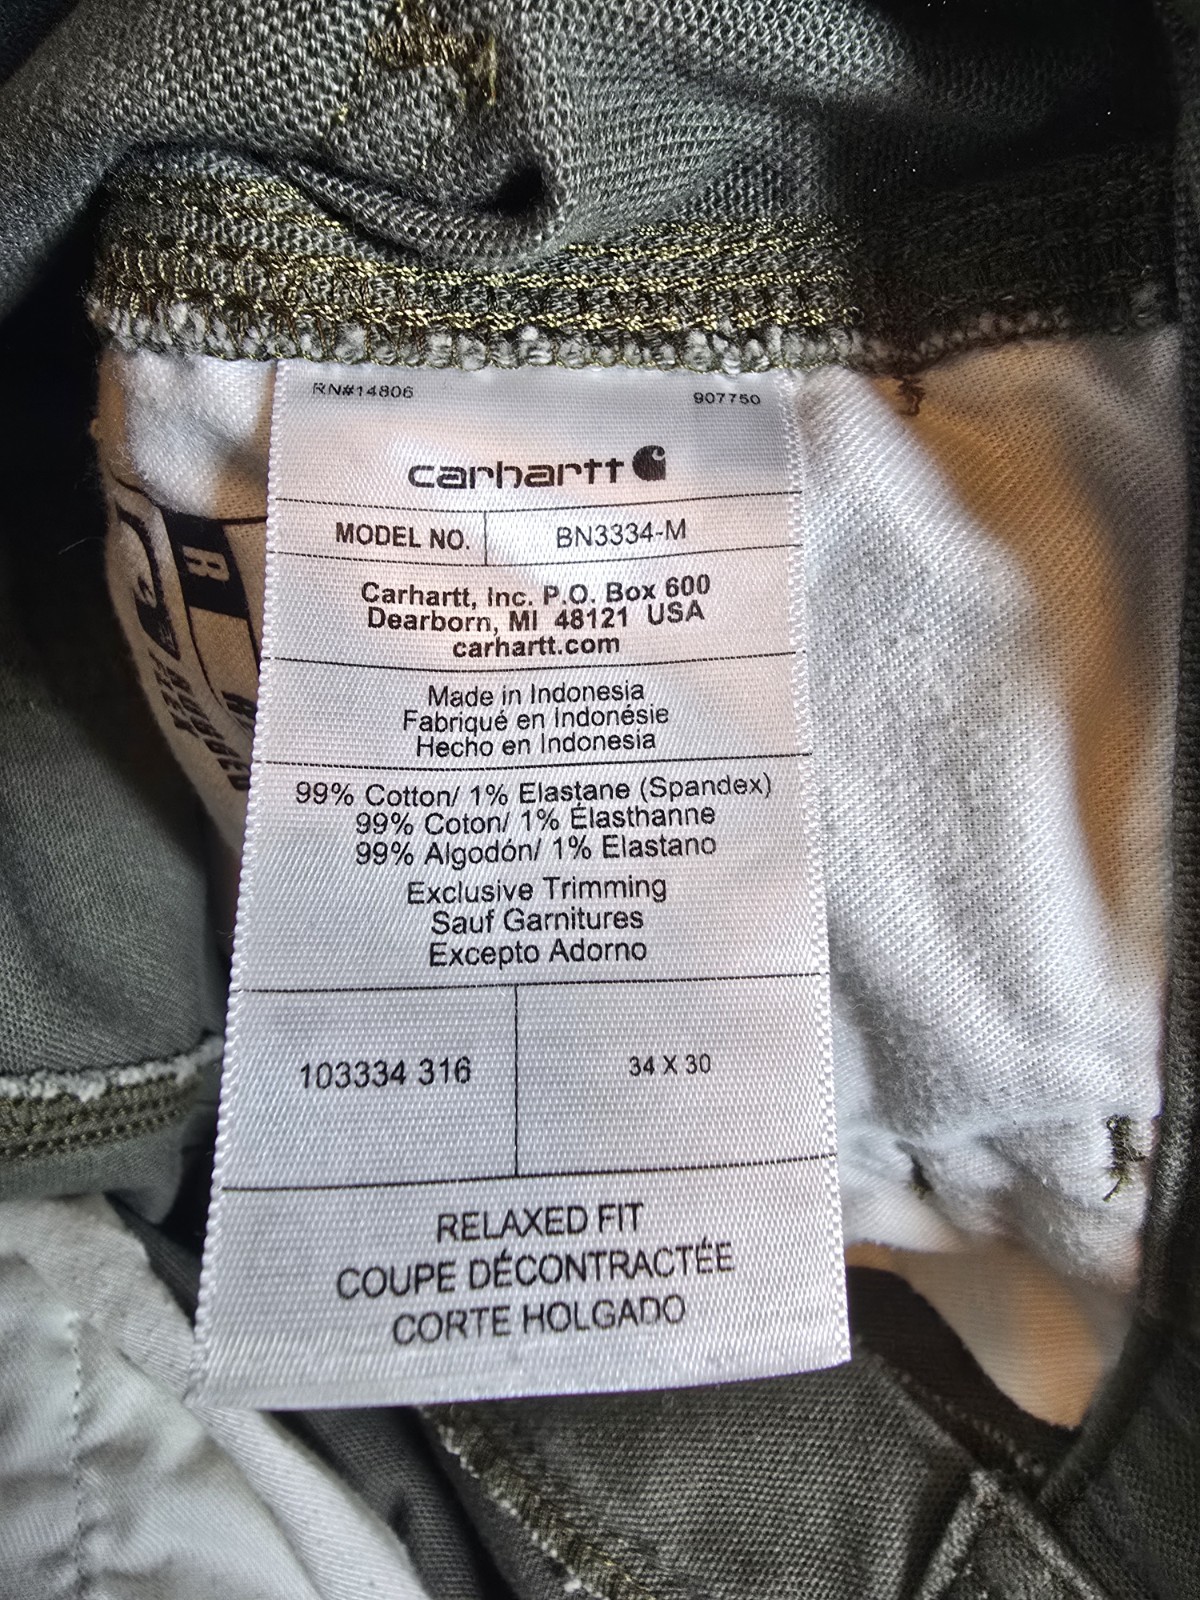 RN#14806
907750
carhartt
MODEL NO. BN3334-M
Carhartt, Inc. P.O. Box 600
Dearborn, MI 48121 USA
carhartt.com
Made in Indonesia
Fabriqué en Indonésie
Hecho en Indonesia
99% Cotton/ 1% Elastane (Spandex)
99% Coton/ 1% Élasthanne
99% Algodón/ 1% Elastano
Exclusive Trimming
Sauf Garnitures
Excepto Adorno
103334 316
34 X 30
RELAXED FIT
COUPE DÉCONTRACTÉE
CORTE HOLGADO
R